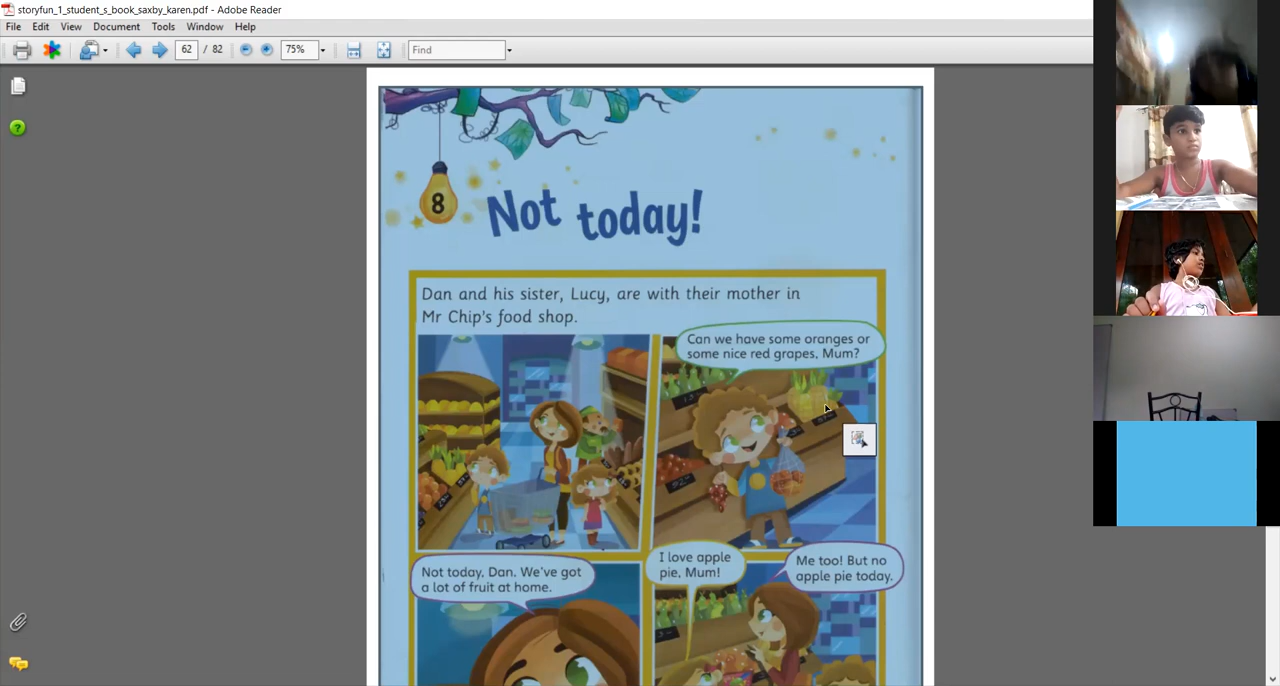 storyfun_1_student_s_book_saxby_karen.pdf - Adobe Reader
File Edit View Document Tools Window Help
62 / 82 75% Find
8
Not today!
Dan and his sister, Lucy, are with their mother in
Mr Chip's food shop.
Can we have some oranges or
some nice red grapes, Mum?
Not today, Dan. We've got
a lot of fruit at home.
I love apple
pie, Mum!
Me too! But no
apple pie today.